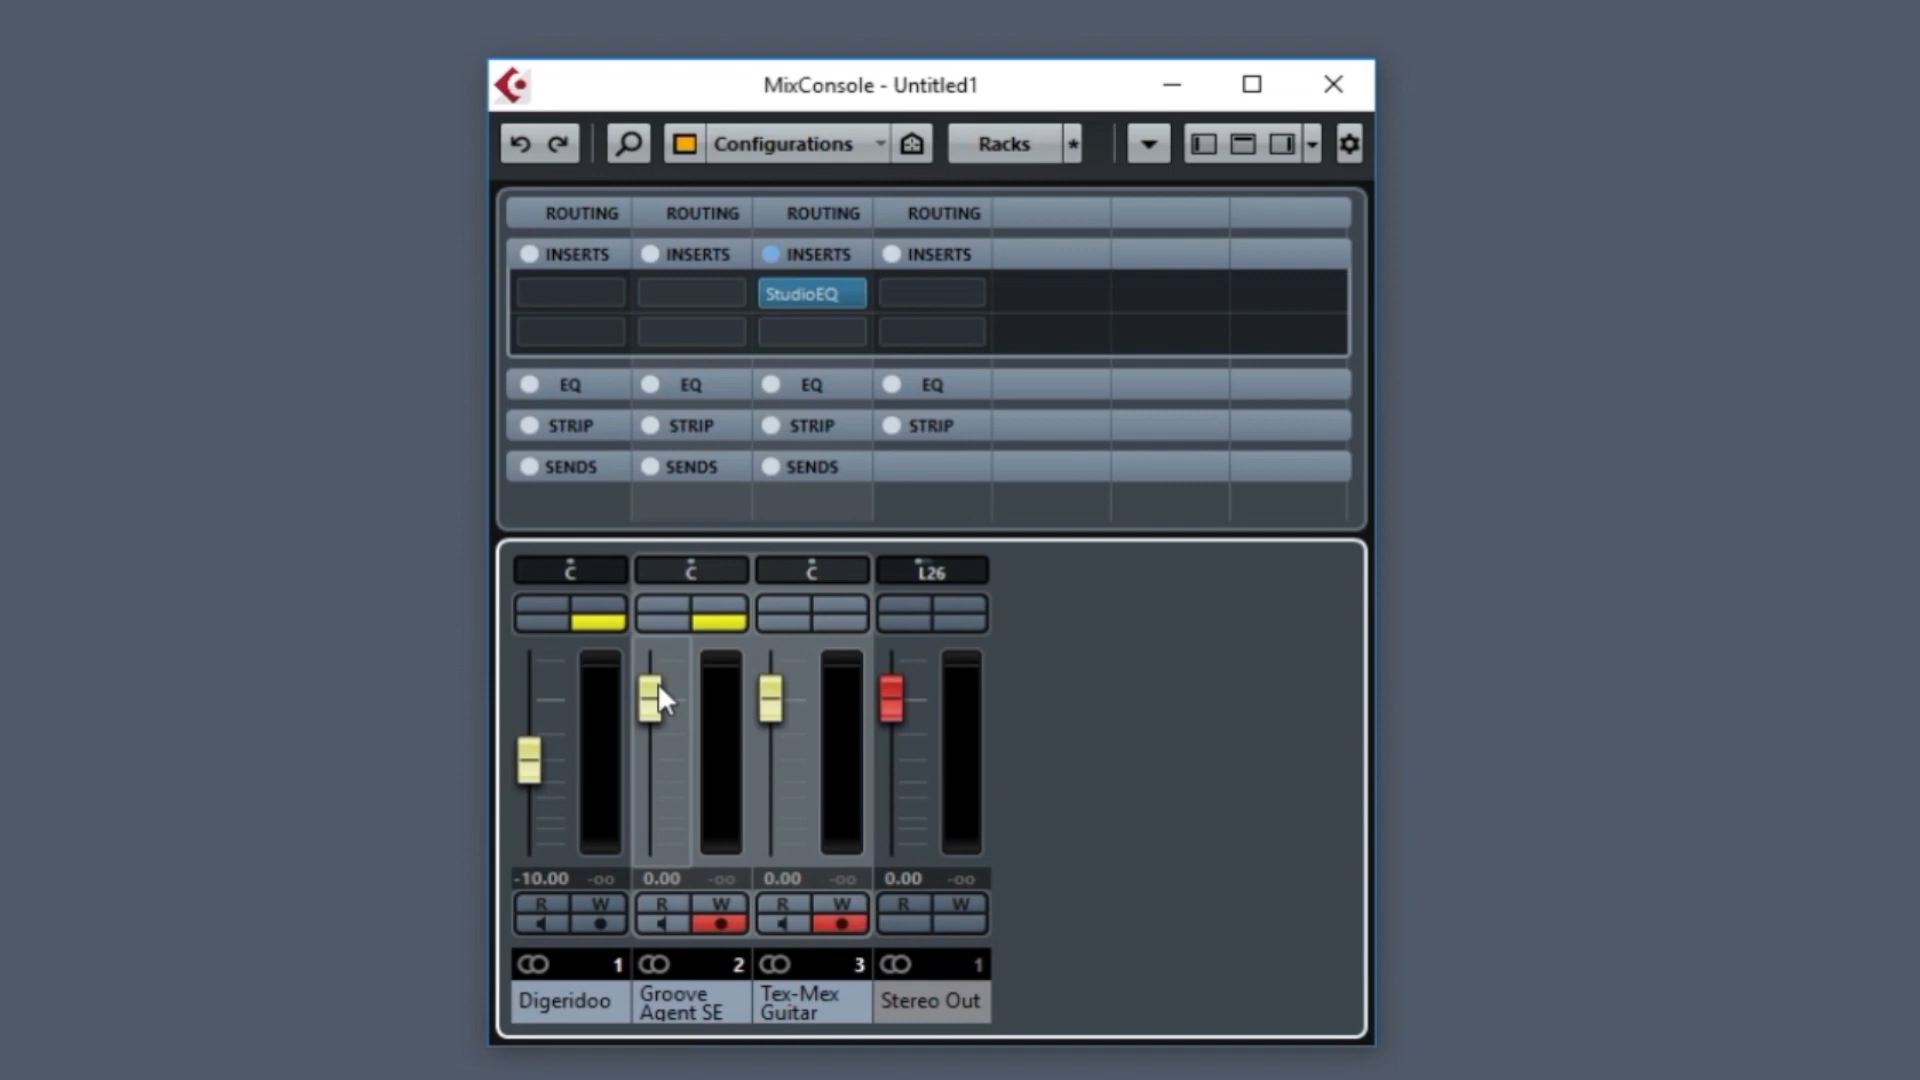 MixConsole - Untitled1
Configurations Racks *
ROUTING ROUTING ROUTING ROUTING
INSERTS INSERTS INSERTS INSERTS
StudioEQ
EQ EQ EQ EQ
STRIP STRIP STRIP STRIP
SENDS SENDS SENDS
C C C L26
-10.00 -oo 0.00 -oo 0.00 -oo 0.00 -oo
R W R W R W R W
1 2 3 1
Digeridoo Groove Agent SE Tex-Mex Guitar Stereo Out